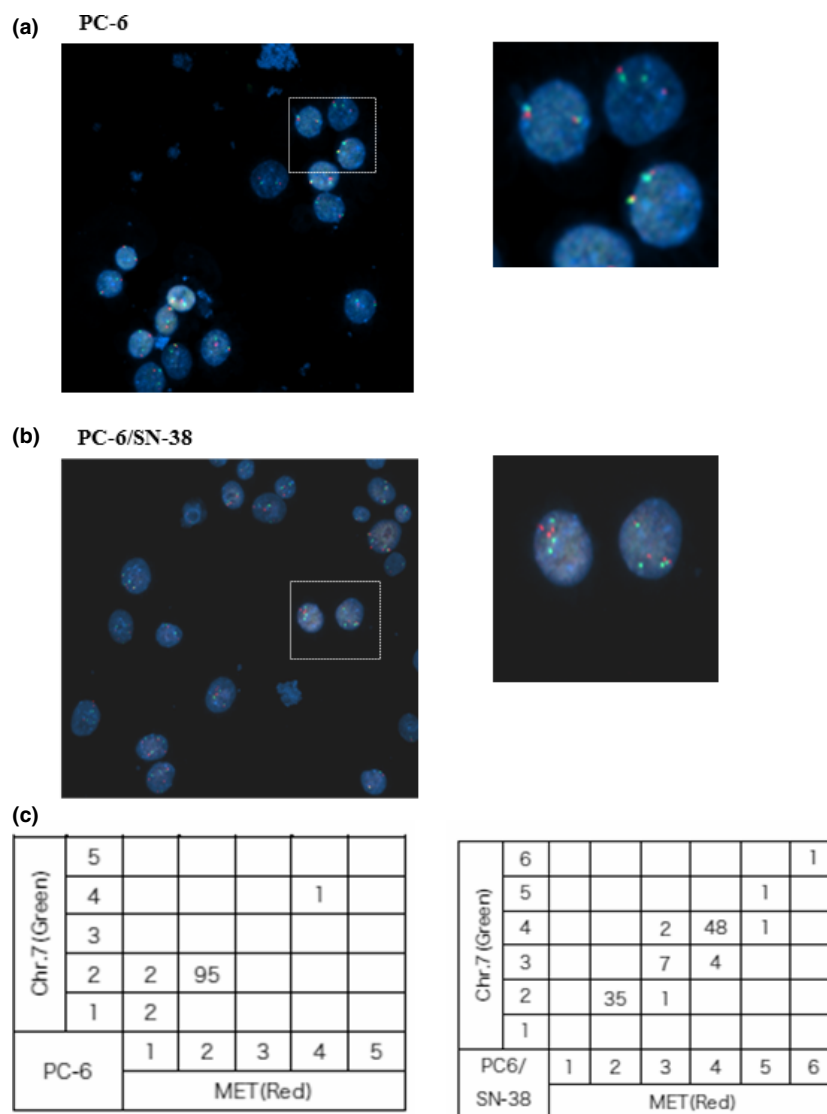 (a) PC-6
(b) PC-6/SN-38
(c)
Chr.7(Green)
5
4 1
3
2 2 95
1 2
PC-6 1 2 3 4 5
MET(Red)
Chr.7(Green)
6 1
5 1
4 2 48 1
3 7 4
2 35 1
1
PC6/ 1 2 3 4 5 6
SN-38 MET(Red)